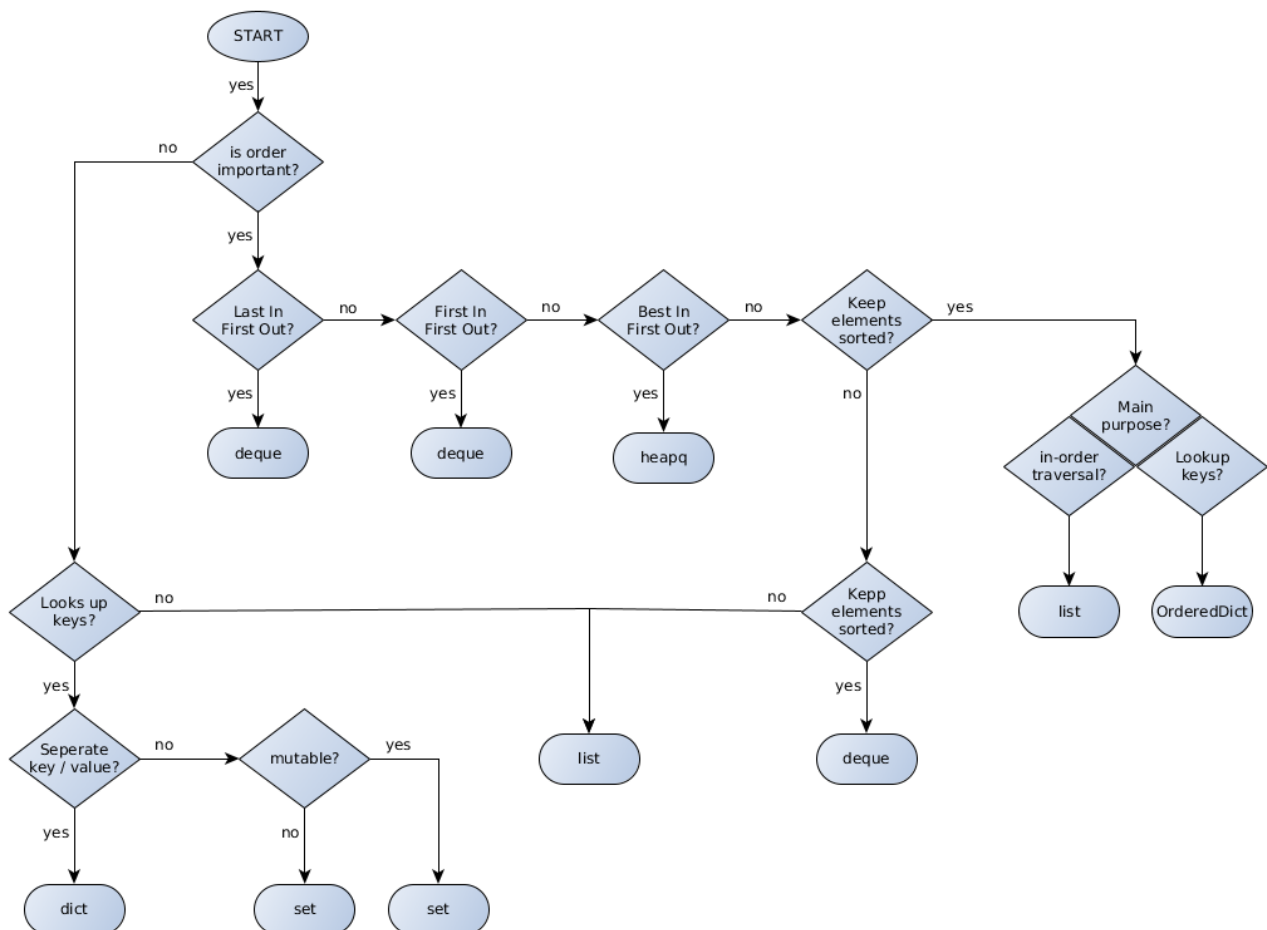 START
yes
no
is order
important?
yes
Last In
First Out?
no
First In
First Out?
no
Best In
First Out?
no
Keep
elements
sorted?
yes
yes
deque
yes
deque
yes
heapq
no
Main
purpose?
in-order
traversal?
Lookup
keys?
list
OrderedDict
Looks up
keys?
no
no
Kepp
elements
sorted?
yes
yes
Seperate
key / value?
no
mutable?
yes
list
deque
yes
no
dict
set
set